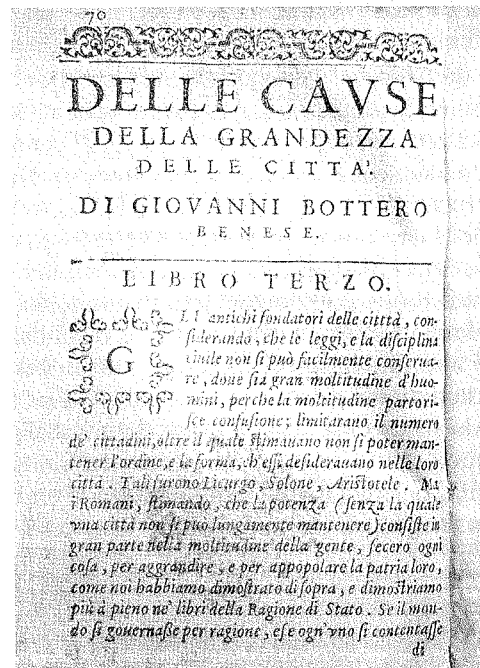 70
DELLE CAVSE
DELLA GRANDEZZA
DELLE CITTA'.
DI GIOVANNI BOTTERO
BENESE.
LIBRO TERZO.
GLI antichi fondatori delle citttà, con-
siderando, che le leggi, e la disciplina
ciuile non si può facilmente conserua-
re, doue sia gran moltitudine d'huo-
mini, perche la moltitudine partori-
sce confusione; limitarano il numero
de' cittadini, oltre il quale stimauano non si poter man-
tener l'ordine, e la forma, ch'essi desiderauano nelle loro
città. Tali furono Licurgo, Solone, Aristotele. Ma
i Romani, stimando, che la potenza (senza la quale
vna città non si può lungamente mantenere) consiste in
gran parte nella moltitudine della gente, fecero ogni
cosa, per aggrandire, e per appopolare la patria loro,
come noi habbiamo dimostrato di sopra, e dimostriamo
più a pieno ne' libri della Ragione di Stato. Se il mon-
do si gouernasse per ragione, e se ogn'vno si contentasse
di